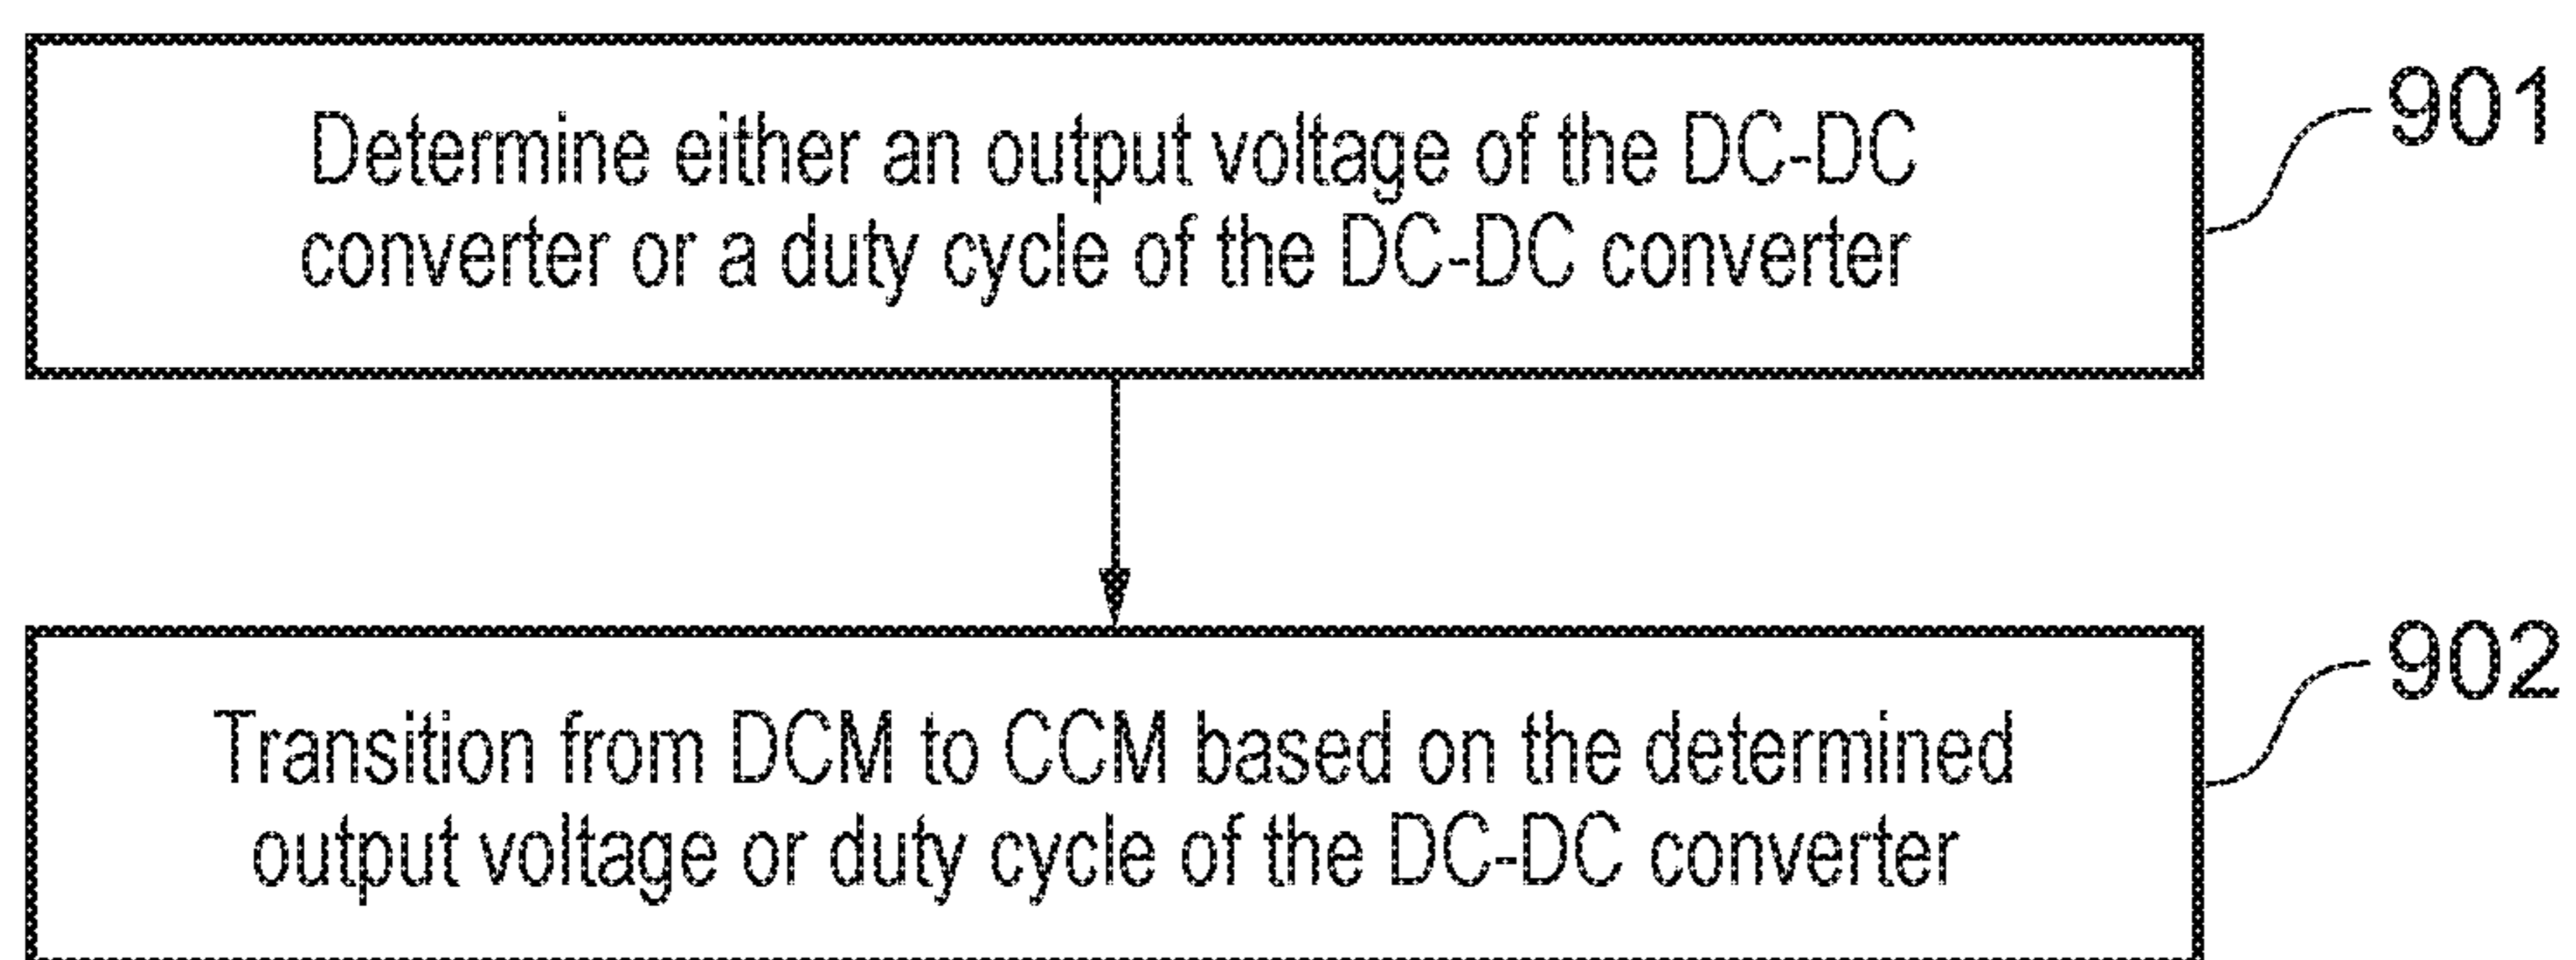 Determine either an output voltage of the DC-DC
converter or a duty cycle of the DC-DC converter
901
Transition from DCM to CCM based on the determined
output voltage or duty cycle of the DC-DC converter
902